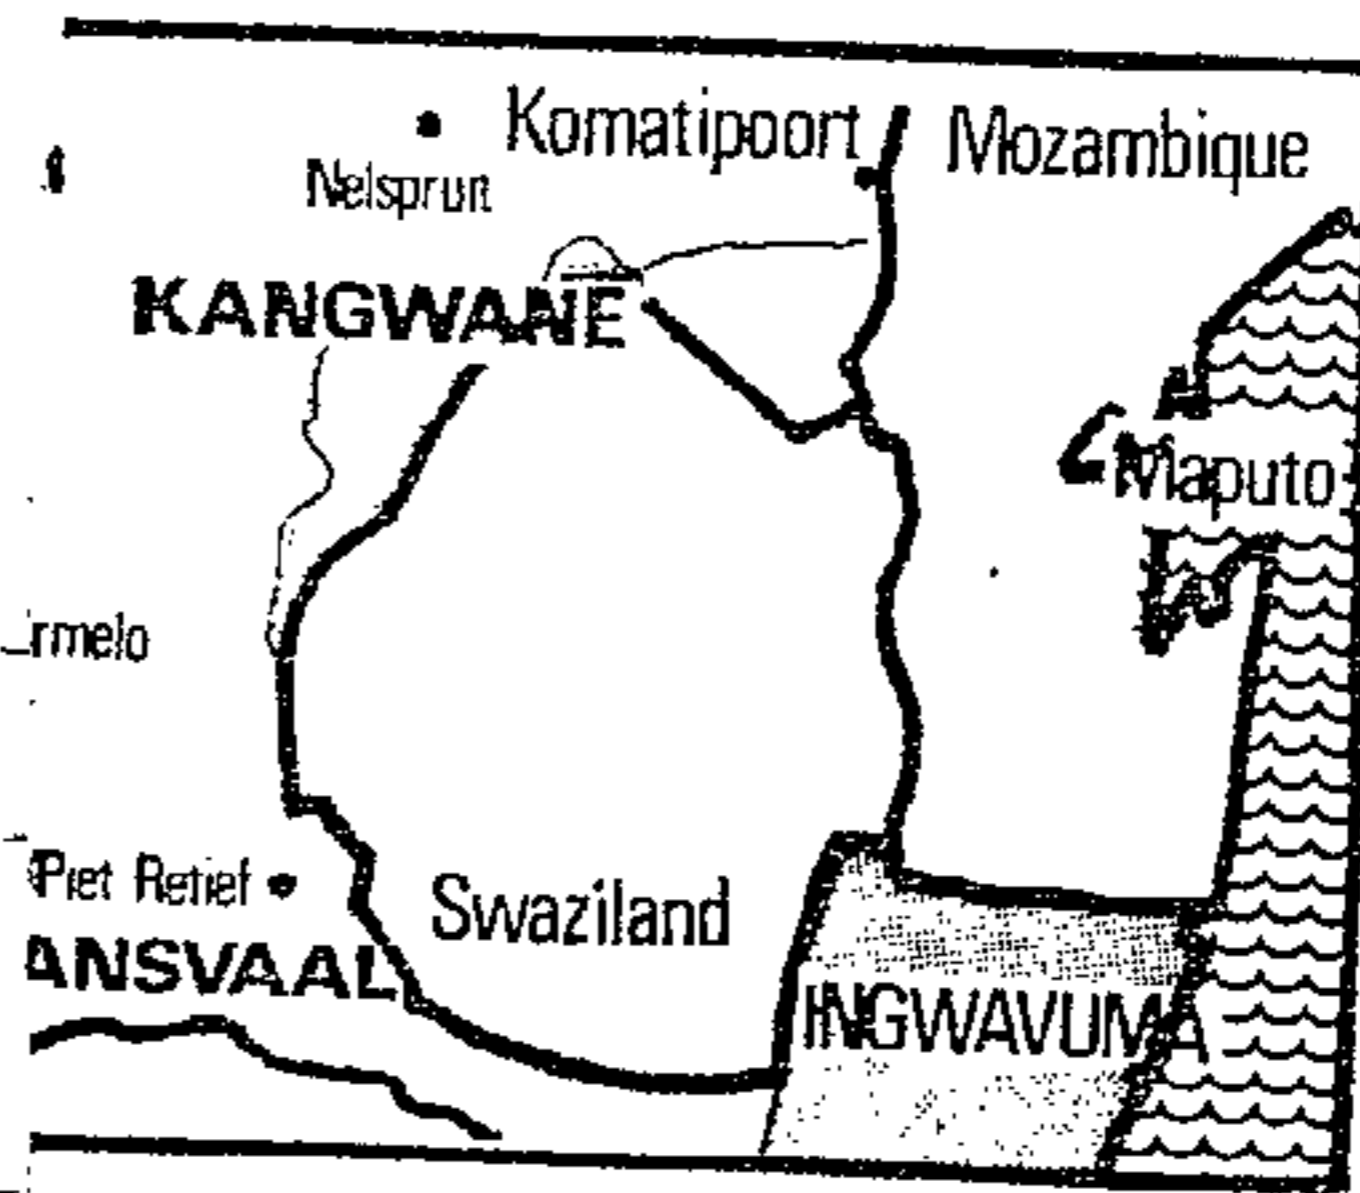 Komatipoort
Mozambique
Nelspruit
KANGWANE
Maputo
rmelo
Piet Retief
Swaziland
ANSVAAL
INGWAVUMA